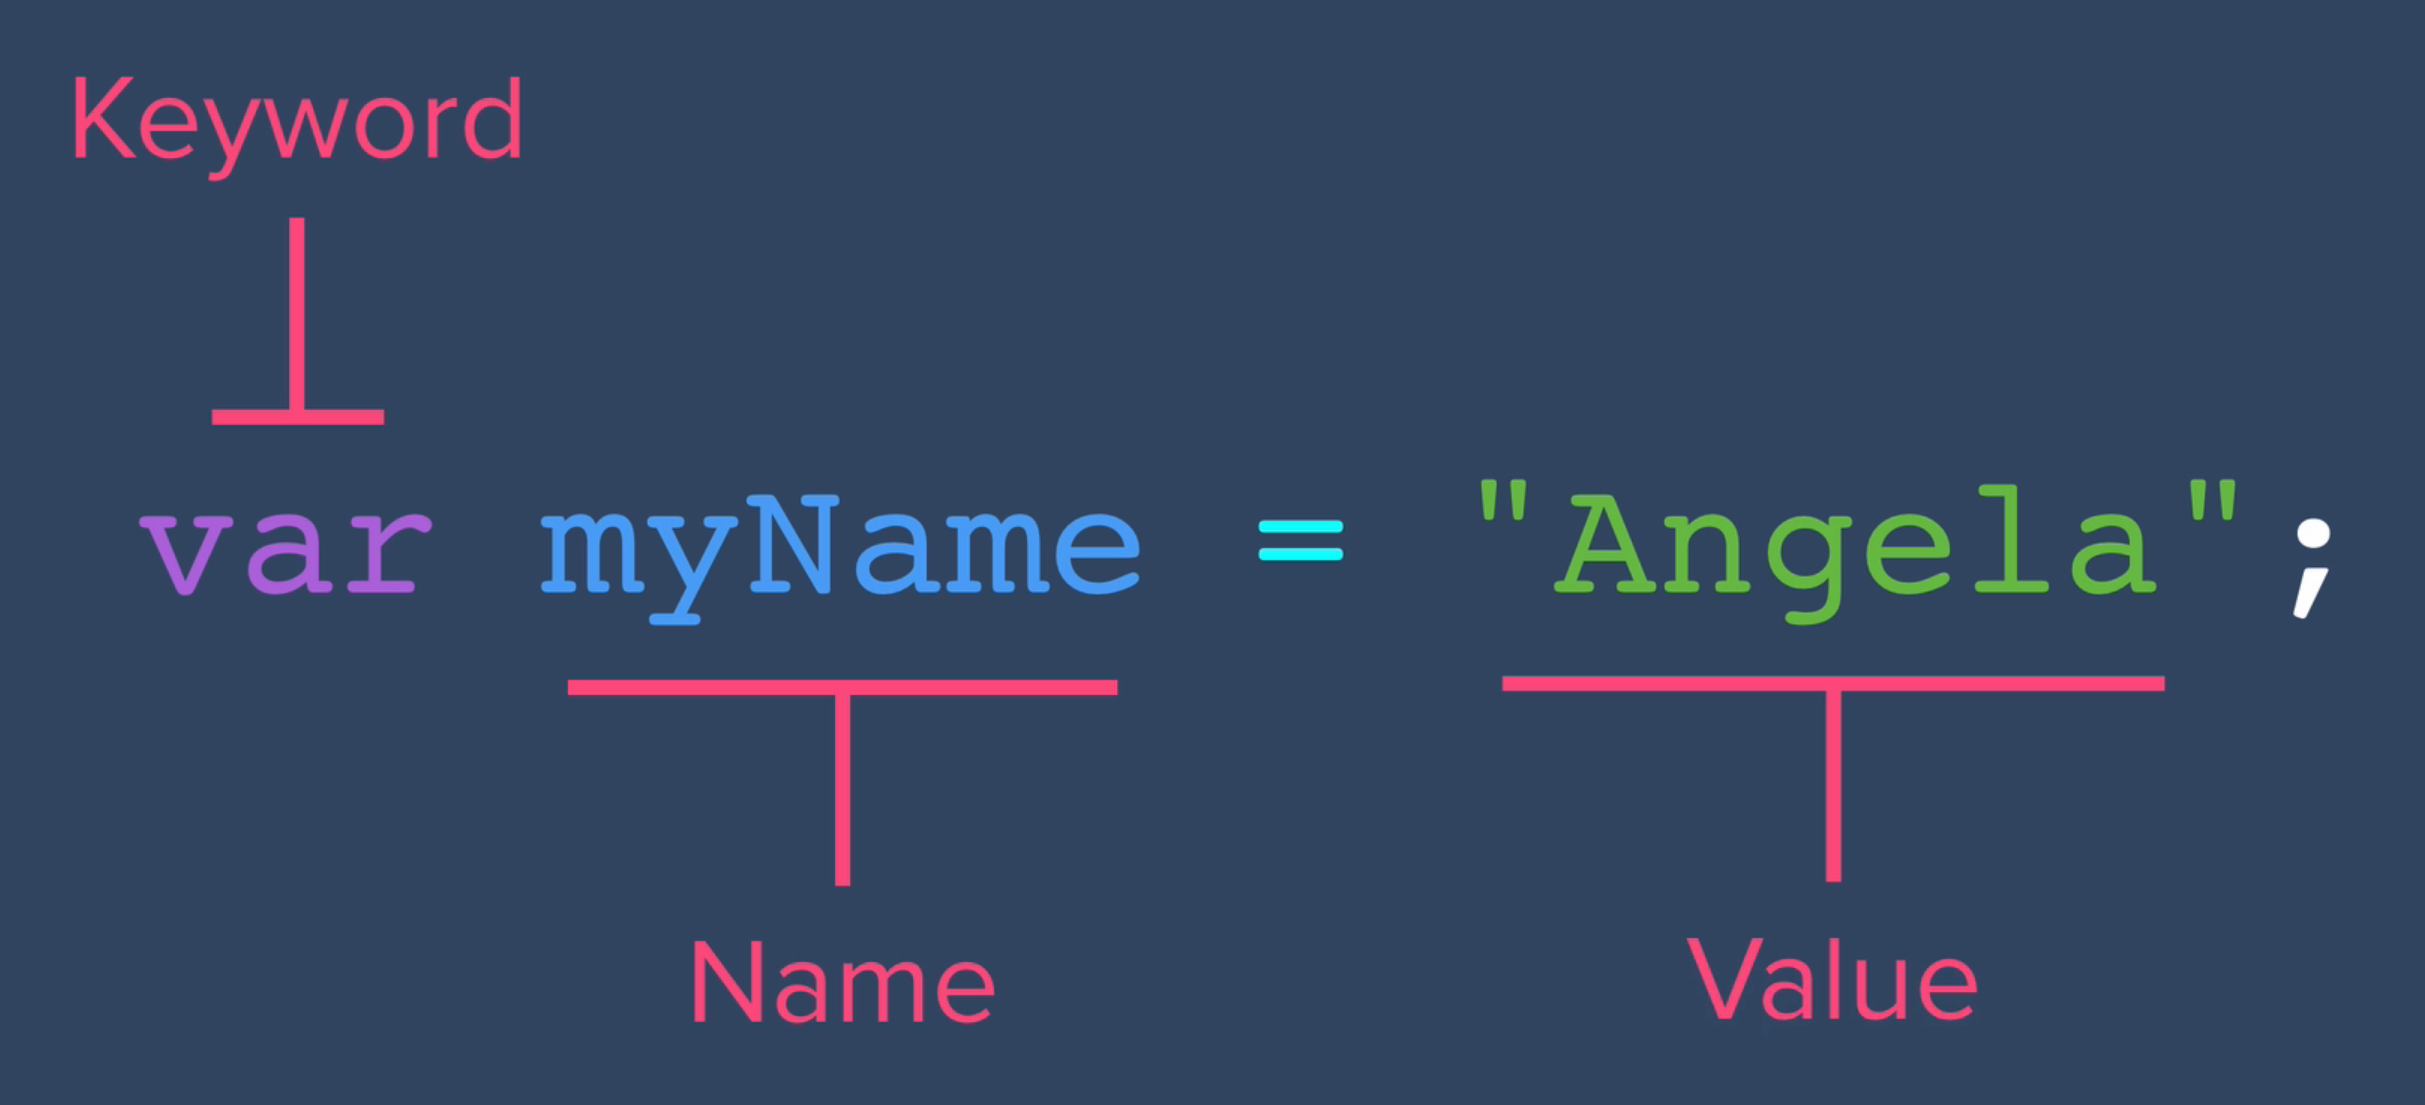 Keyword
var myName = "Angela";
Name
Value